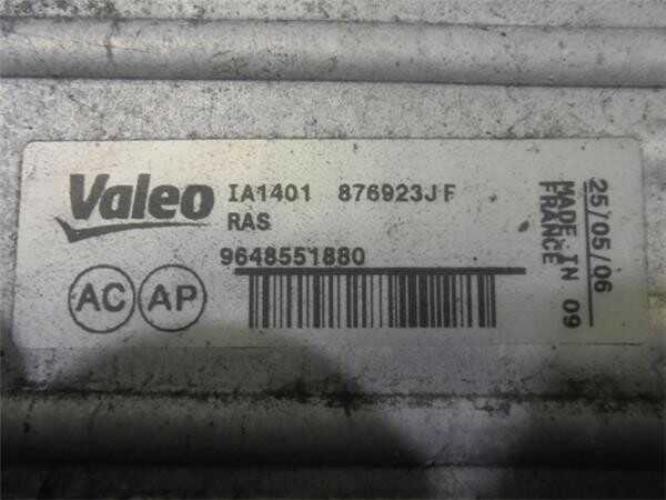 Valeo
IA1401 876923J F
RAS
9648551880
AC AP
25/05/06
MADE IN 09
FRANCE